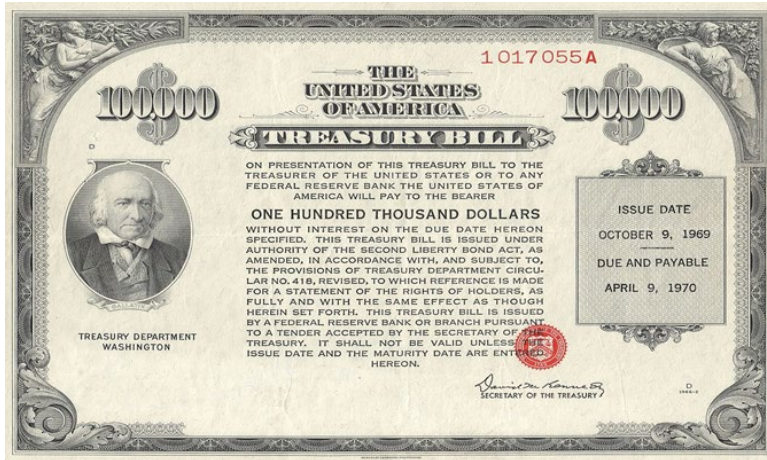 1017055A
THE
UNITED STATES
OF AMERICA
100,000
100,000
TREASURY BILL
D
ON PRESENTATION OF THIS TREASURY BILL TO THE
TREASURER OF THE UNITED STATES OR TO ANY
FEDERAL RESERVE BANK THE UNITED STATES OF
AMERICA WILL PAY TO THE BEARER
ONE HUNDRED THOUSAND DOLLARS
WITHOUT INTEREST ON THE DUE DATE HEREON
SPECIFIED. THIS TREASURY BILL IS ISSUED UNDER
AUTHORITY OF THE SECOND LIBERTY BOND ACT, AS
AMENDED, IN ACCORDANCE WITH, AND SUBJECT TO,
THE PROVISIONS OF TREASURY DEPARTMENT CIRCU-
LAR NO. 418, REVISED, TO WHICH REFERENCE IS MADE
FOR A STATEMENT OF THE RIGHTS OF HOLDERS, AS
FULLY AND WITH THE SAME EFFECT AS THOUGH
HEREIN SET FORTH. THIS TREASURY BILL IS ISSUED
BY A FEDERAL RESERVE BANK OR BRANCH PURSUANT
TO A TENDER ACCEPTED BY THE SECRETARY OF THE
TREASURY. IT SHALL NOT BE VALID UNLESS THE
ISSUE DATE AND THE MATURITY DATE ARE ENTERED
HEREON.
GALLATIN
TREASURY DEPARTMENT
WASHINGTON
ISSUE DATE
OCTOBER 9, 1969
DUE AND PAYABLE
APRIL 9, 1970
David M. Kennedy
SECRETARY OF THE TREASURY
D